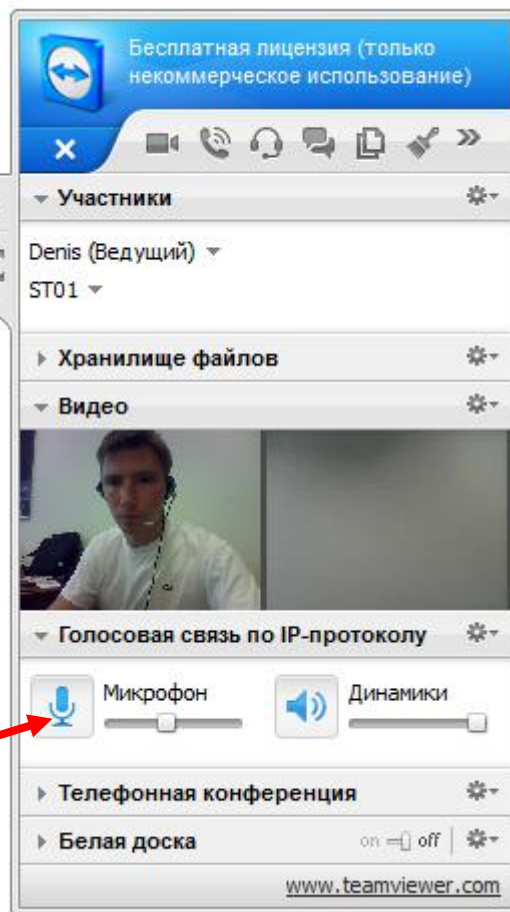 Бесплатная лицензия (только
некоммерческое использование)
Участники
Denis (Ведущий)
ST01
Хранилище файлов
Видео
Голосовая связь по IP-протоколу
Микрофон
Динамики
Телефонная конференция
Белая доска on off
www.teamviewer.com